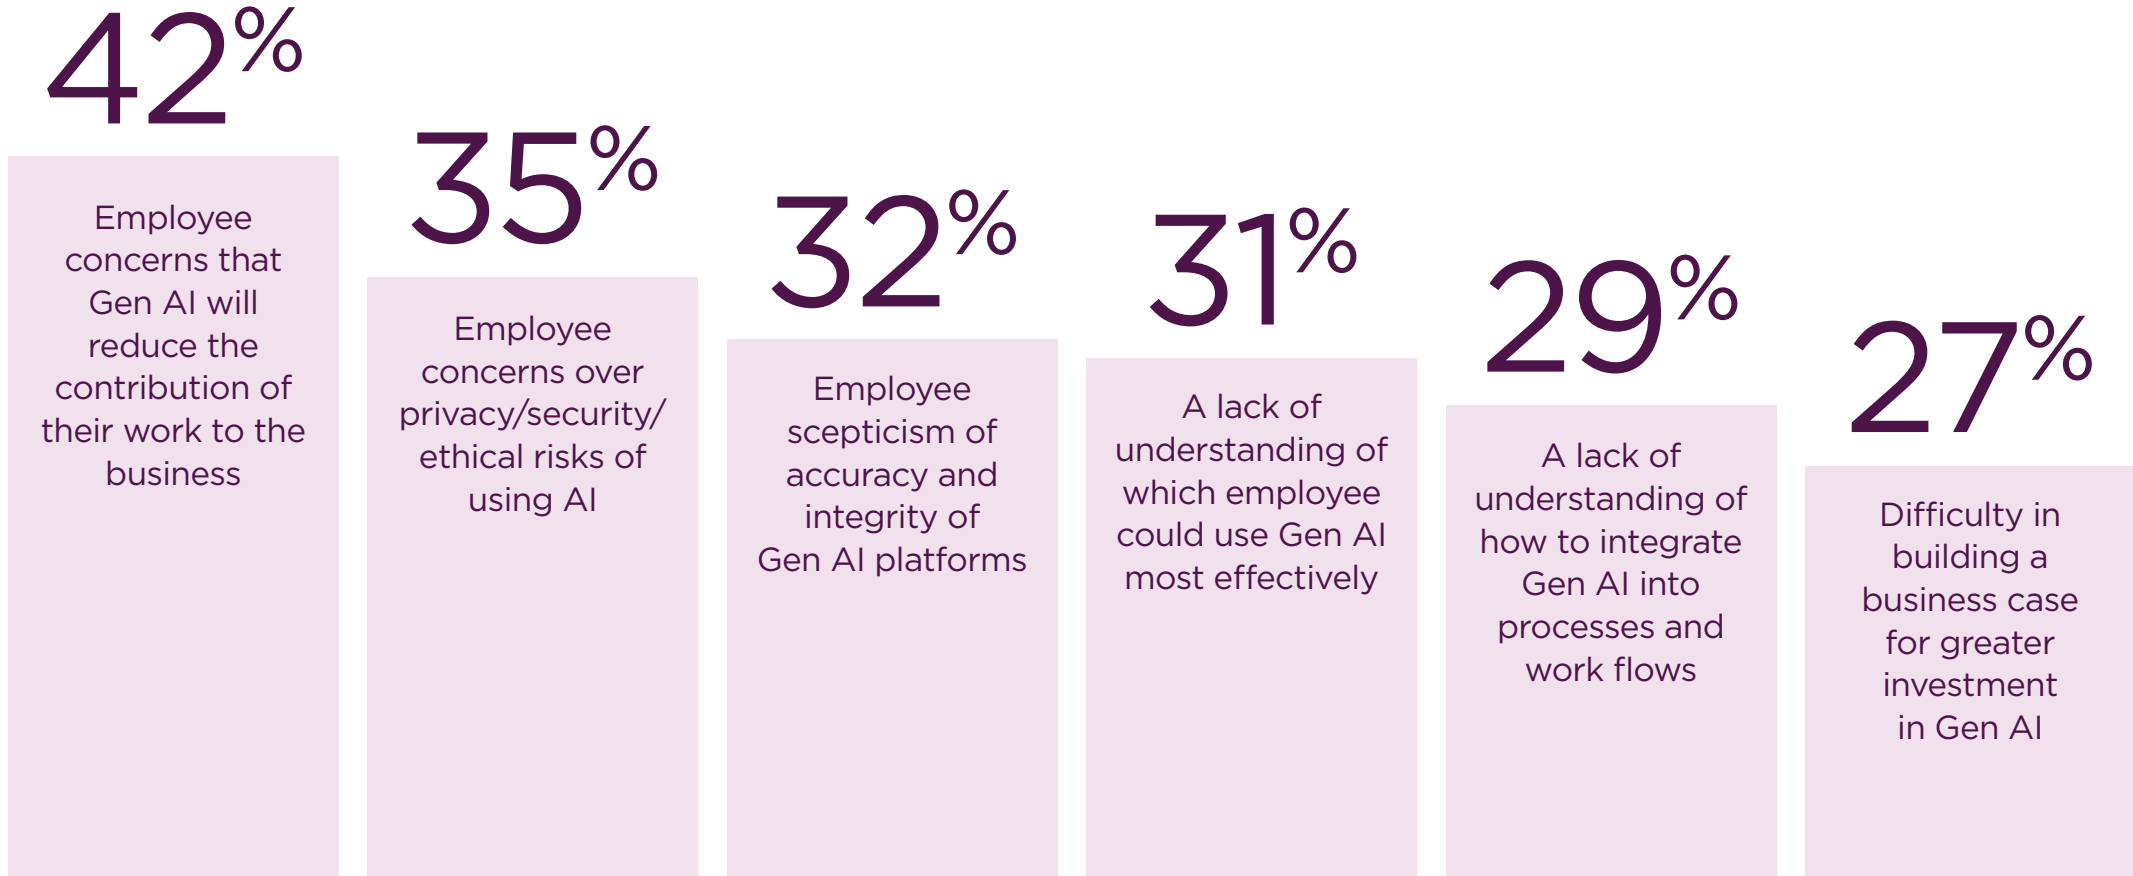 42%
Employee
concerns that
Gen AI will
reduce the
contribution of
their work to the
business
35%
Employee
concerns over
privacy/security/
ethical risks of
using AI
32%
Employee
scepticism of
accuracy and
integrity of
Gen AI platforms
31%
A lack of
understanding of
which employee
could use Gen AI
most effectively
29%
A lack of
understanding of
how to integrate
Gen AI into
processes and
work flows
27%
Difficulty in
building a
business case
for greater
investment
in Gen AI